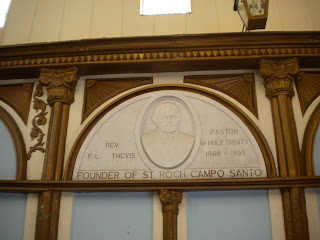 REV.
P. L. THEVIS
PASTOR
OF HOLY TRINITY
1868 - 1893
FOUNDER OF ST. ROCH. CAMPO SANTO